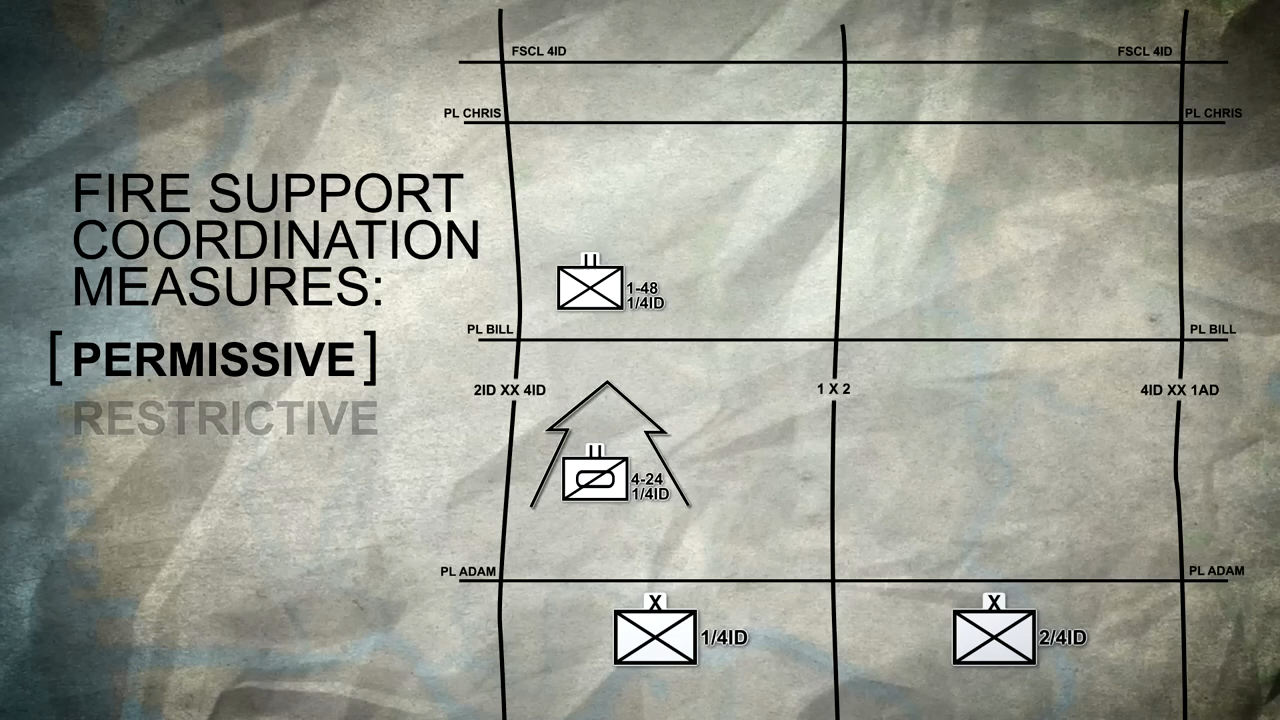 FSCL 4ID
FSCL 4ID
PL CHRIS
PL CHRIS
FIRE SUPPORT
COORDINATION
MEASURES:
[PERMISSIVE]
RESTRICTIVE
II
1-48
1/4ID
PL BILL
PL BILL
2ID XX 4ID
1 X 2
4ID XX 1AD
II
4-24
1/4ID
PL ADAM
PL ADAM
X
1/4ID
X
2/4ID